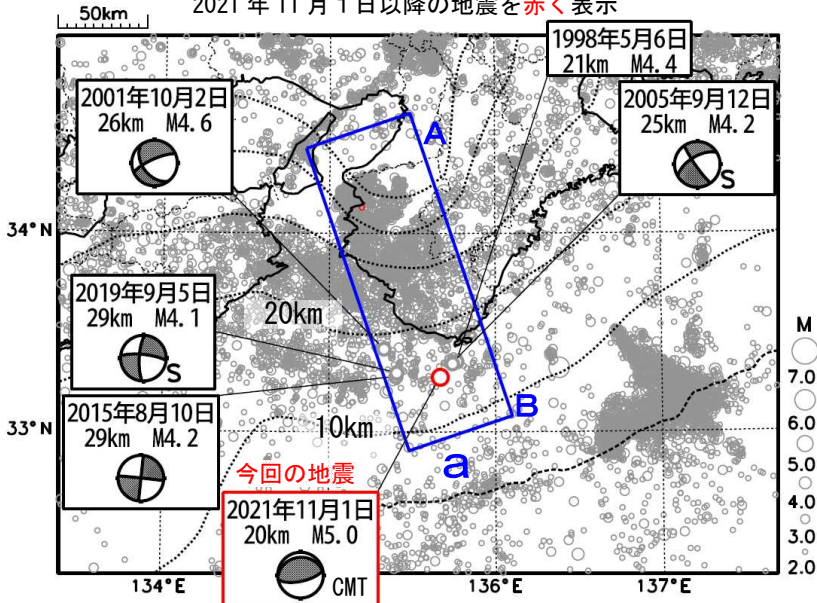 2021年11月1日以降の地震を赤く表示
50km
1998年5月6日
21km M4.4
2001年10月2日
26km M4.6
2005年9月12日
25km M4.2
S
A
34°N
2019年9月5日
29km M4.1
S
20km
M
7.0
6.0
5.0
4.0
3.0
2.0
2015年8月10日
29km M4.2
33°N
10km
B
a
今回の地震
2021年11月1日
20km M5.0
CMT
134°E
136°E
137°E